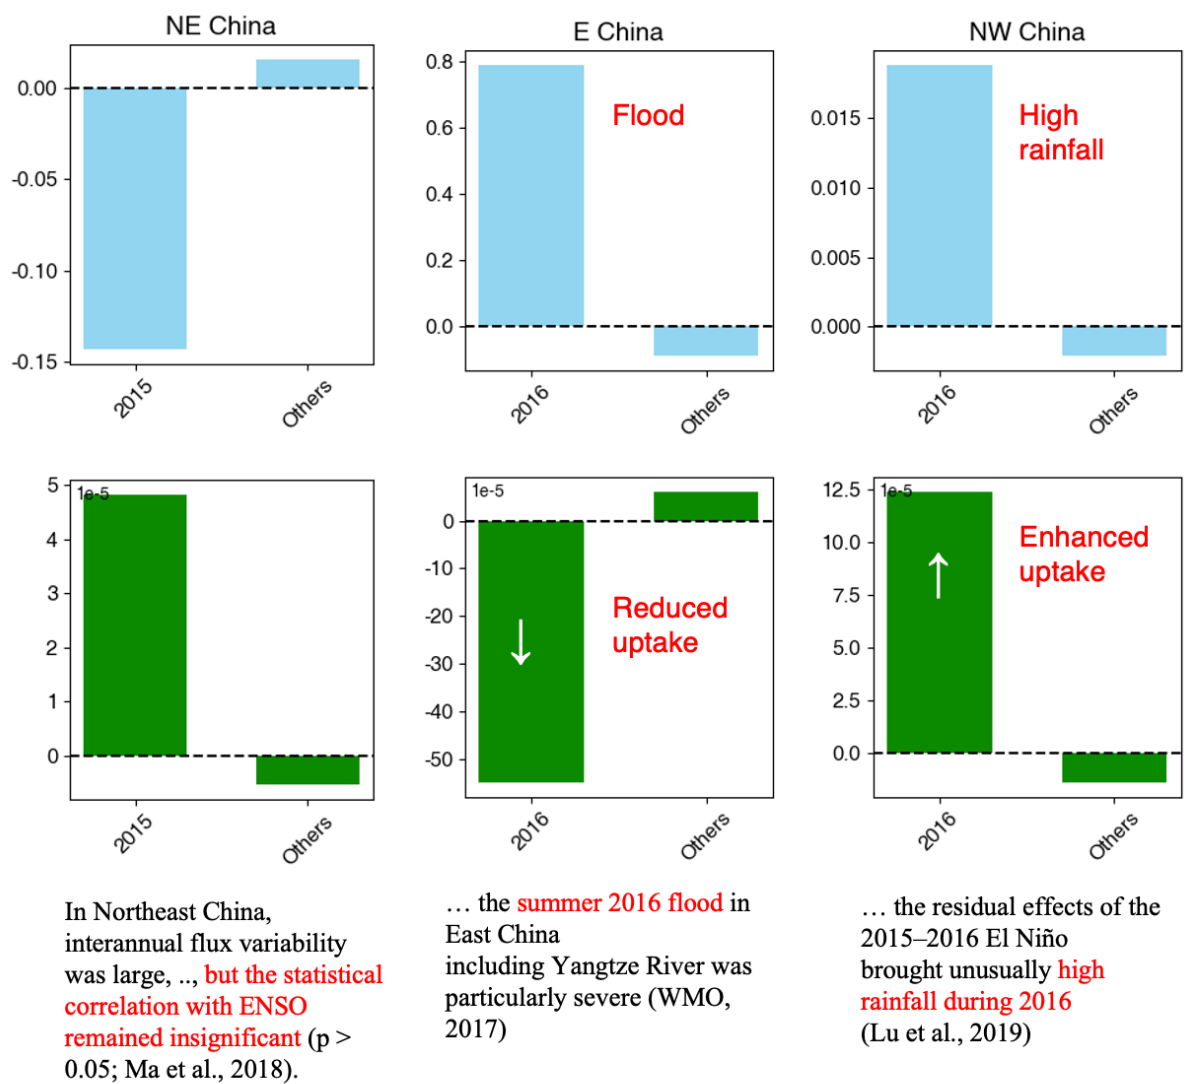 NE China
E China
NW China
0.00
-0.05
-0.10
-0.15
2015
Others
0.8
0.6
0.4
0.2
0.0
Flood
2016
Others
0.015
0.010
0.005
0.000
High
rainfall
2016
Others
5
4
3
2
1
0
1e-5
2015
Others
0
-10
-20
-30
-40
-50
1e-5
Reduced
uptake
2016
Others
12.5
10.0
7.5
5.0
2.5
0.0
1e-5
Enhanced
uptake
2016
Others
In Northeast China,
interannual flux variability
was large, .., but the statistical
correlation with ENSO
remained insignificant (p >
0.05; Ma et al., 2018).
… the summer 2016 flood in
East China
including Yangtze River was
particularly severe (WMO,
2017)
… the residual effects of the
2015–2016 El Niño
brought unusually high
rainfall during 2016
(Lu et al., 2019)